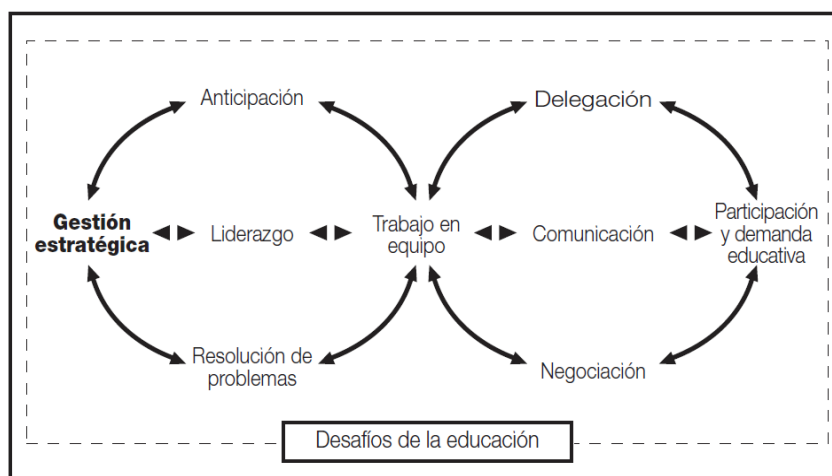 Anticipación
Delegación
Gestión
estratégica
Liderazgo
Trabajo en
equipo
Comunicación
Participación
y demanda
educativa
Resolución de
problemas
Negociación
Desafíos de la educación